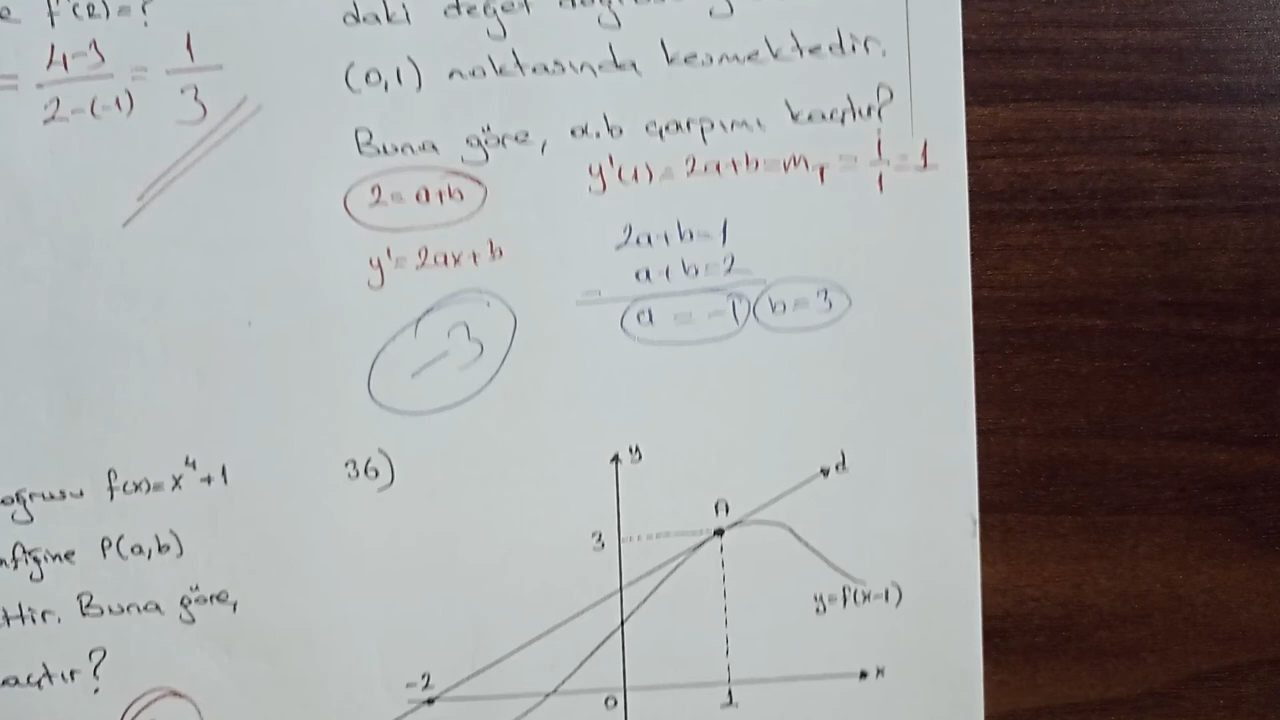 f'(2)=?
= 4-3 / 2-(-1) = 1/3
daki değer
(0,1) noktasında kesmektedir.
Buna göre, a.b çarpımı kaçtır?
2=a+b
y'(1)=2a+b=mT=1/1=1
y'=2ax+b
2a+b=1
a+b=2
-
a = -1 b=3
-3
f(x)=x⁴+1
P(a,b)
Buna göre,
36)
y
d
A
3
y=f(x-1)
-2
0
1
x